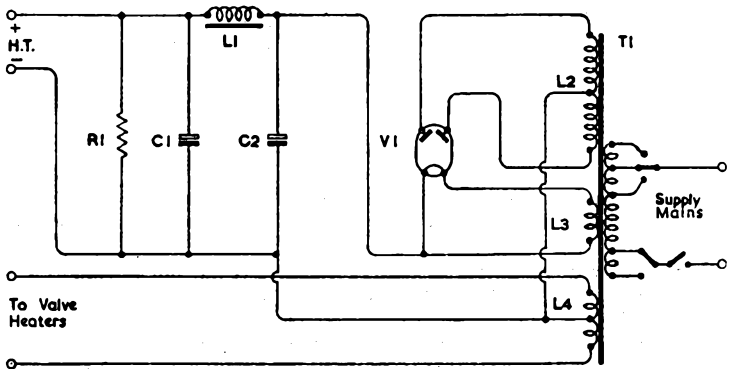 +
H.T.
−
L1
R1
C1
C2
V1
L2
T1
L3
Supply
Mains
L4
To Valve
Heaters